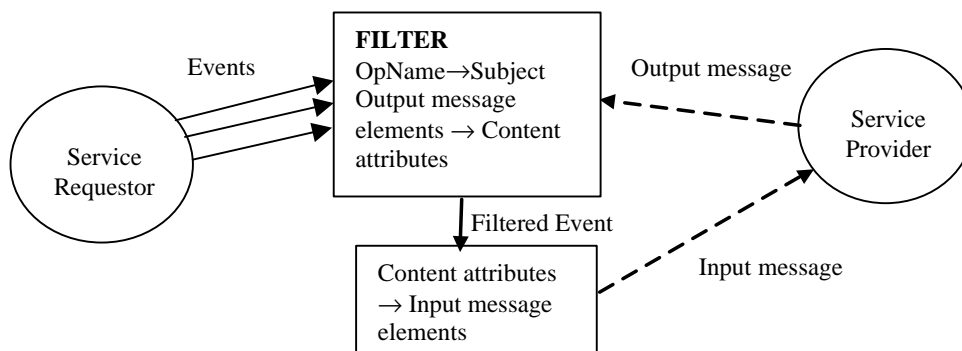 Events
Service
Requestor
FILTER
OpName→Subject
Output message
elements → Content
attributes
Output message
Service
Provider
Filtered Event
Content attributes
→ Input message
elements
Input message